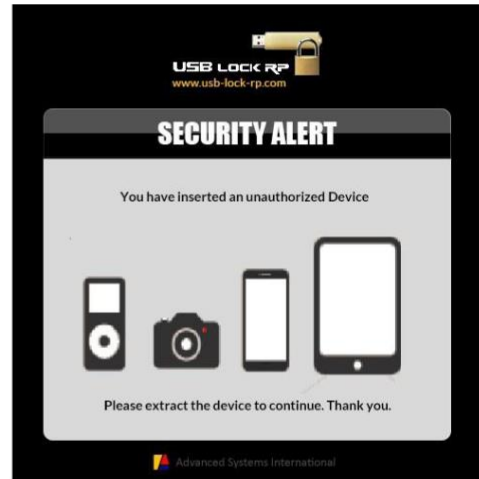 USB LOCK RP
www.usb-lock-rp.com
SECURITY ALERT
You have inserted an unauthorized Device
Please extract the device to continue. Thank you.
Advanced Systems International